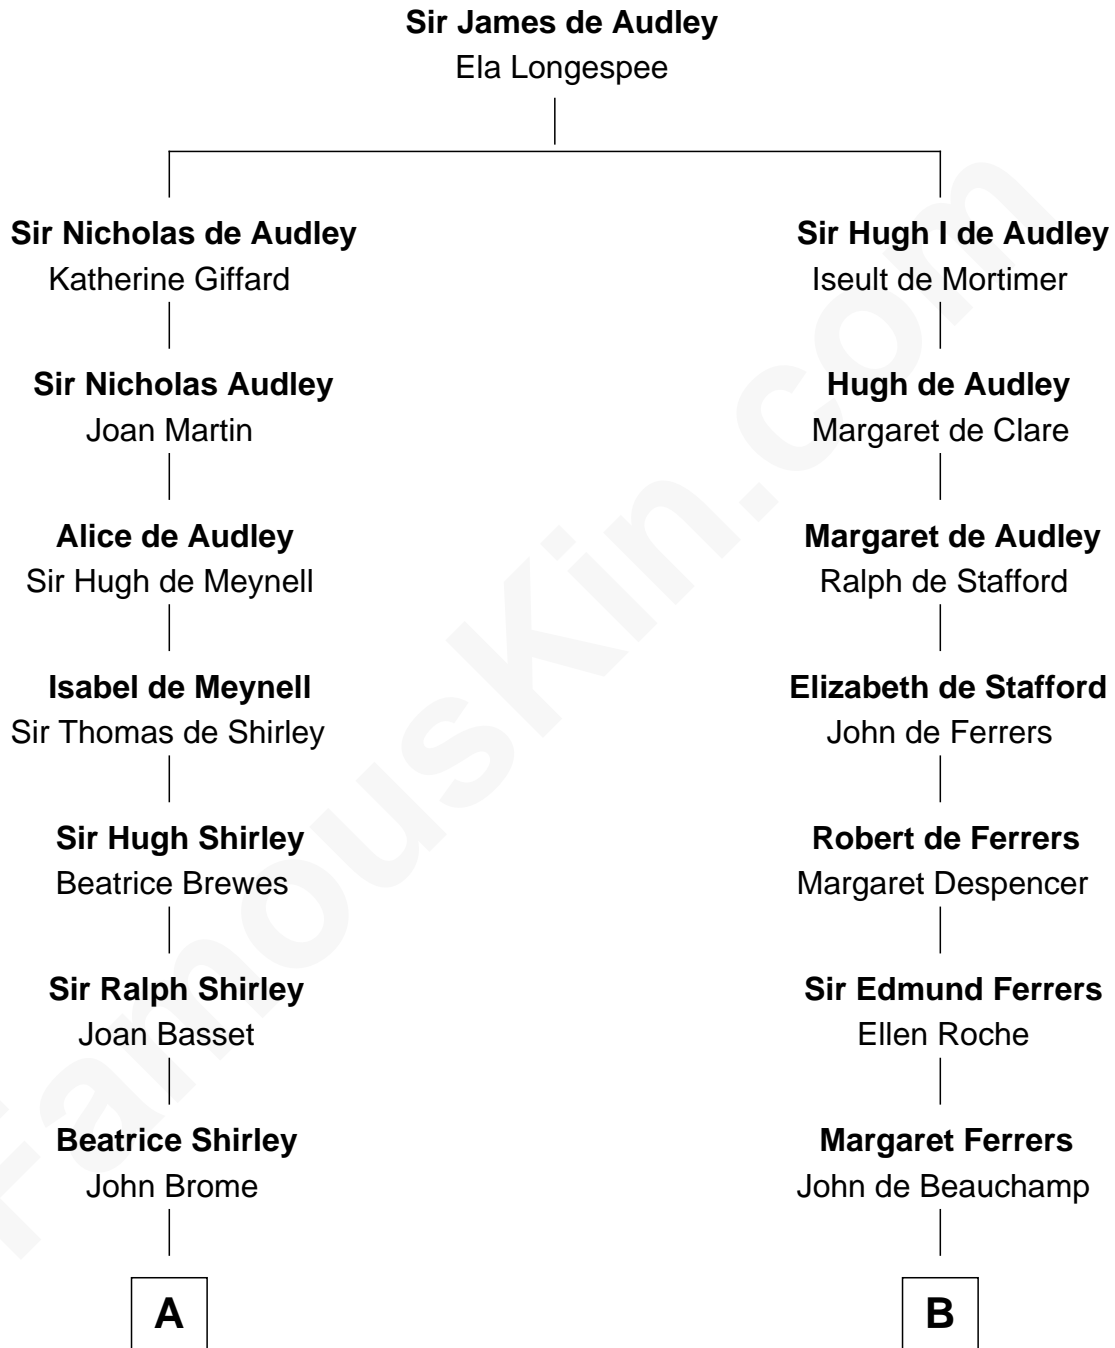 Sir James de Audley
Ela Longespee
Sir Nicholas de Audley
Katherine Giffard
Sir Hugh I de Audley
Iseult de Mortimer
Sir Nicholas Audley
Joan Martin
Hugh de Audley
Margaret de Clare
Alice de Audley
Sir Hugh de Meynell
Margaret de Audley
Ralph de Stafford
Isabel de Meynell
Sir Thomas de Shirley
Elizabeth de Stafford
John de Ferrers
Sir Hugh Shirley
Beatrice Brewes
Robert de Ferrers
Margaret Despencer
Sir Ralph Shirley
Joan Basset
Sir Edmund Ferrers
Ellen Roche
Beatrice Shirley
John Brome
Margaret Ferrers
John de Beauchamp
A
B
FamousKin.com